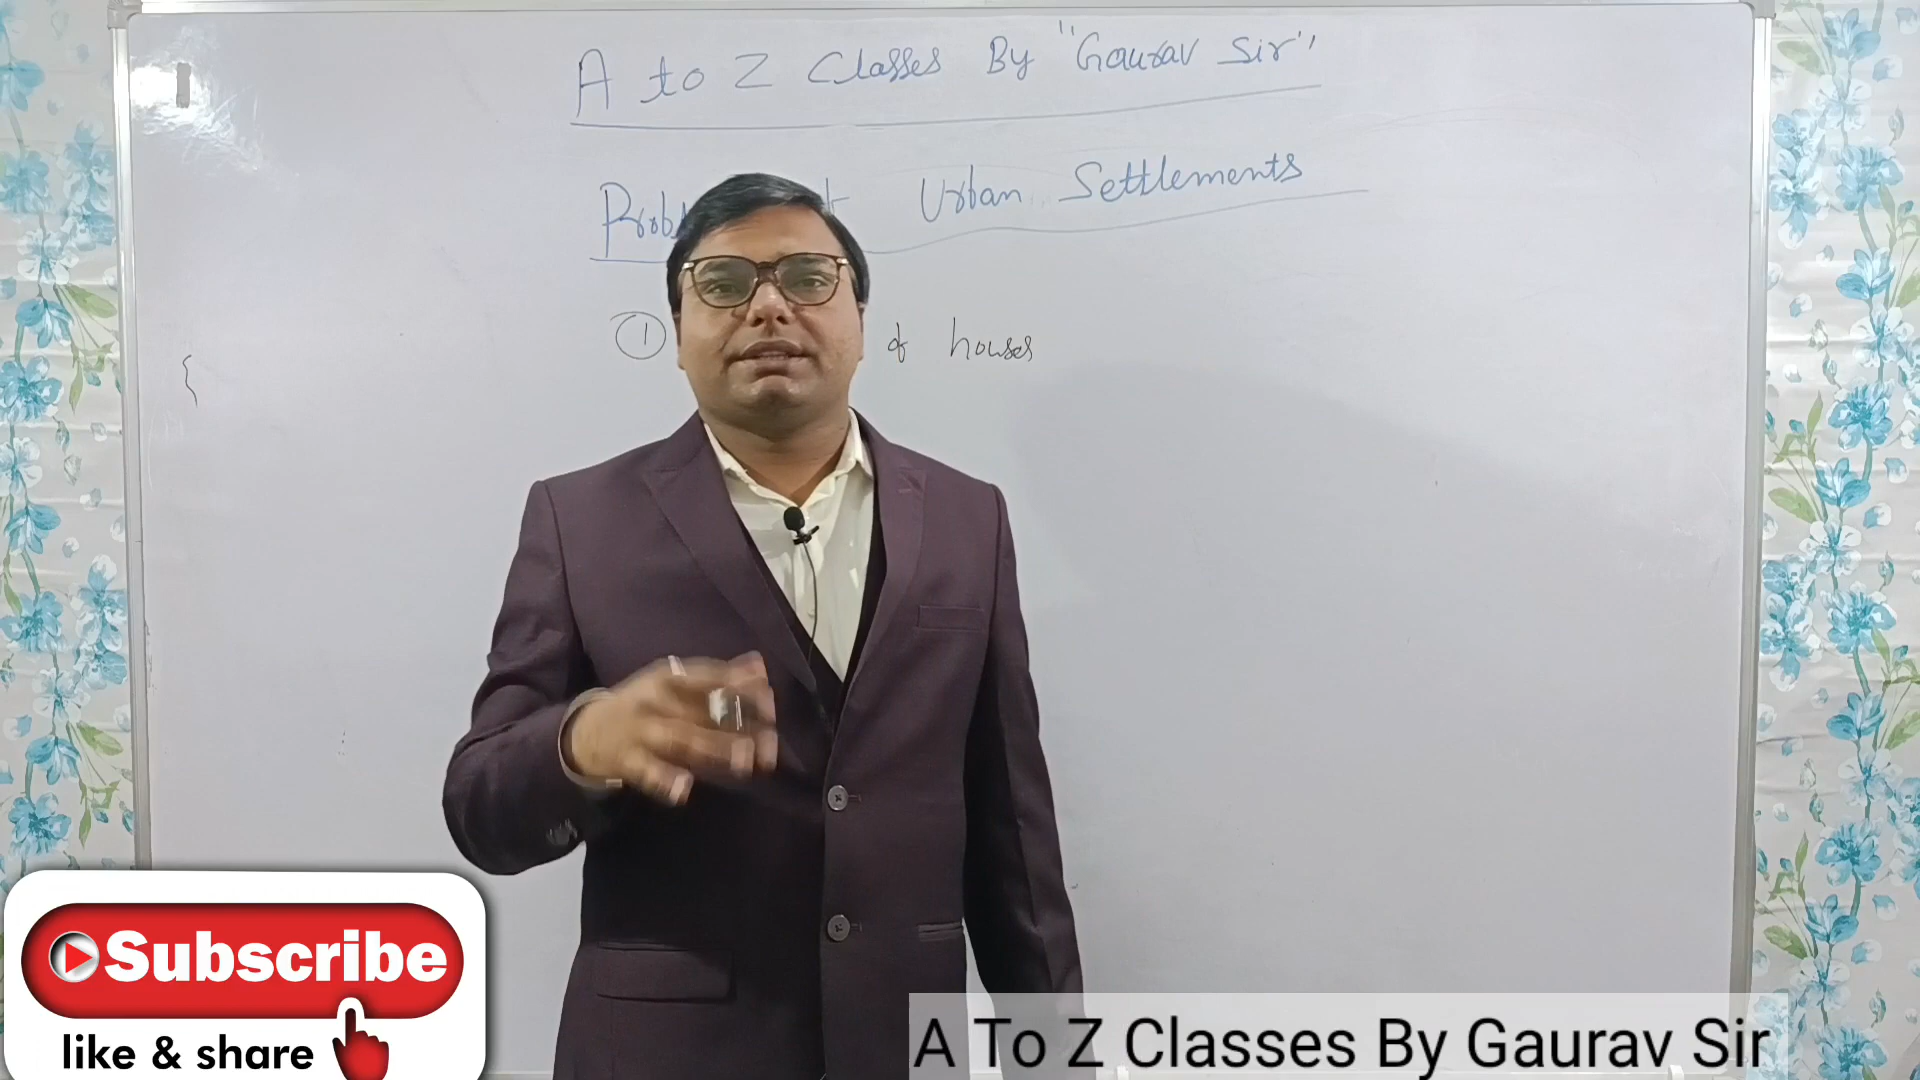 A to Z Classes By "Gaurav Sir"
Urban Settlements
① of houses
Subscribe
like & share
A To Z Classes By Gaurav Sir